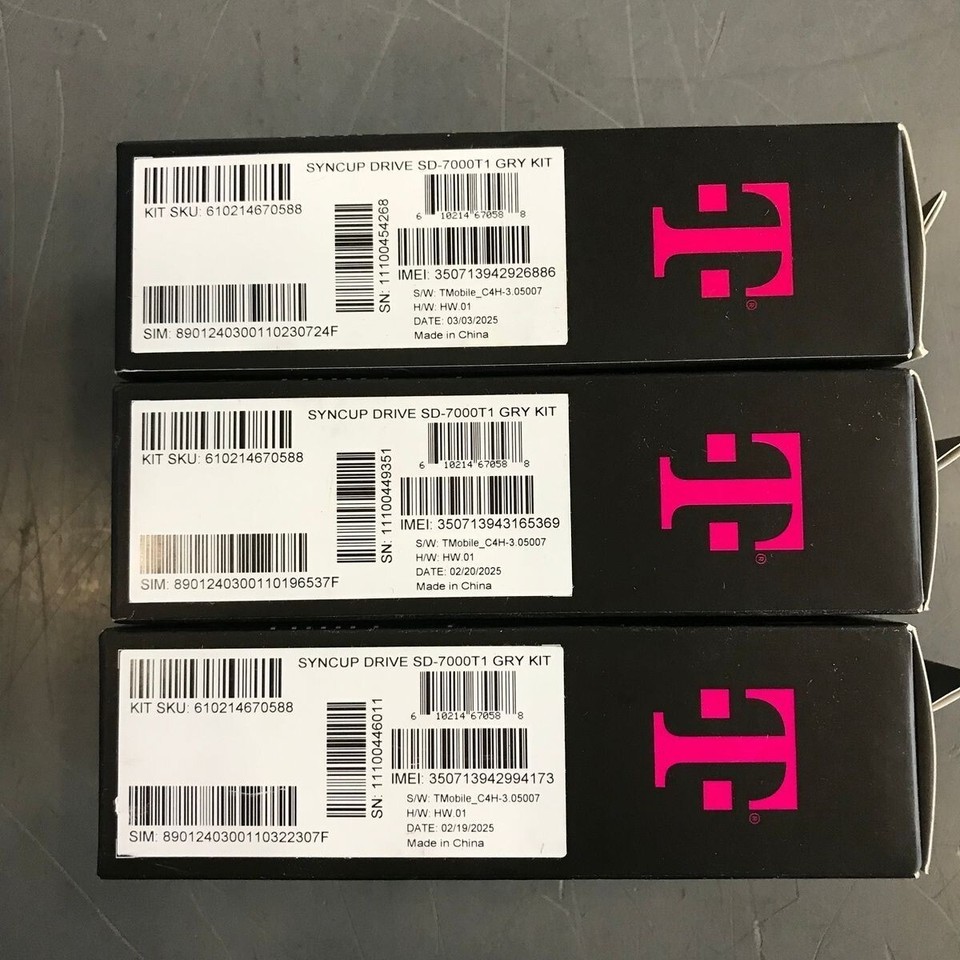 SYNCUP DRIVE SD-7000T1 GRY KIT
KIT SKU: 610214670588
6 10214 67058 8
SN: 11100454268
IMEI: 350713942926886
S/W: TMobile_C4H-3.05007
H/W: HW.01
DATE: 03/03/2025
Made in China
SIM: 8901240300110230724F
T
®
SYNCUP DRIVE SD-7000T1 GRY KIT
KIT SKU: 610214670588
6 10214 67058 8
SN: 11100449351
IMEI: 350713943165369
S/W: TMobile_C4H-3.05007
H/W: HW.01
DATE: 02/20/2025
Made in China
SIM: 8901240300110196537F
T
®
SYNCUP DRIVE SD-7000T1 GRY KIT
KIT SKU: 610214670588
6 10214 67058 8
SN: 11100446011
IMEI: 350713942994173
S/W: TMobile_C4H-3.05007
H/W: HW.01
DATE: 02/19/2025
Made in China
SIM: 8901240300110322307F
T
®